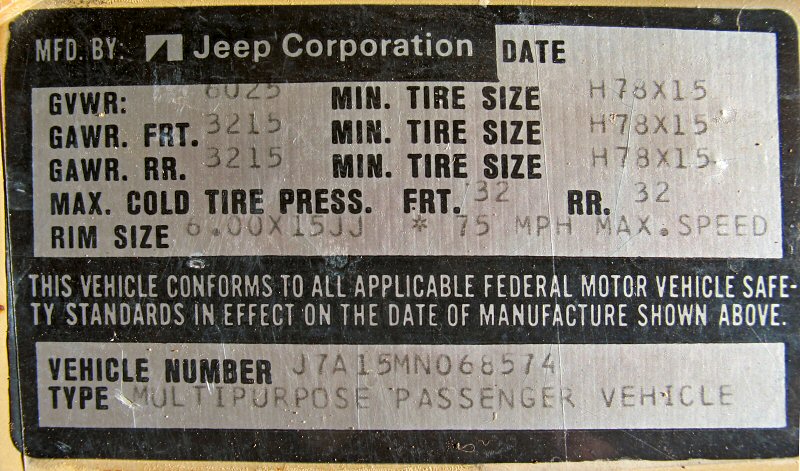 MFD. BY: Jeep Corporation DATE
GVWR: 6025 MIN. TIRE SIZE H78X15
GAWR. FRT. 3215 MIN. TIRE SIZE H78X15
GAWR. RR. 3215 MIN. TIRE SIZE H78X15
MAX. COLD TIRE PRESS. FRT. 32 RR. 32
RIM SIZE 6.00X15JJ * 75 MPH MAX.SPEED
THIS VEHICLE CONFORMS TO ALL APPLICABLE FEDERAL MOTOR VEHICLE SAFE-
TY STANDARDS IN EFFECT ON THE DATE OF MANUFACTURE SHOWN ABOVE.
VEHICLE NUMBER J7A15MN068574
TYPE MULTIPURPOSE PASSENGER VEHICLE